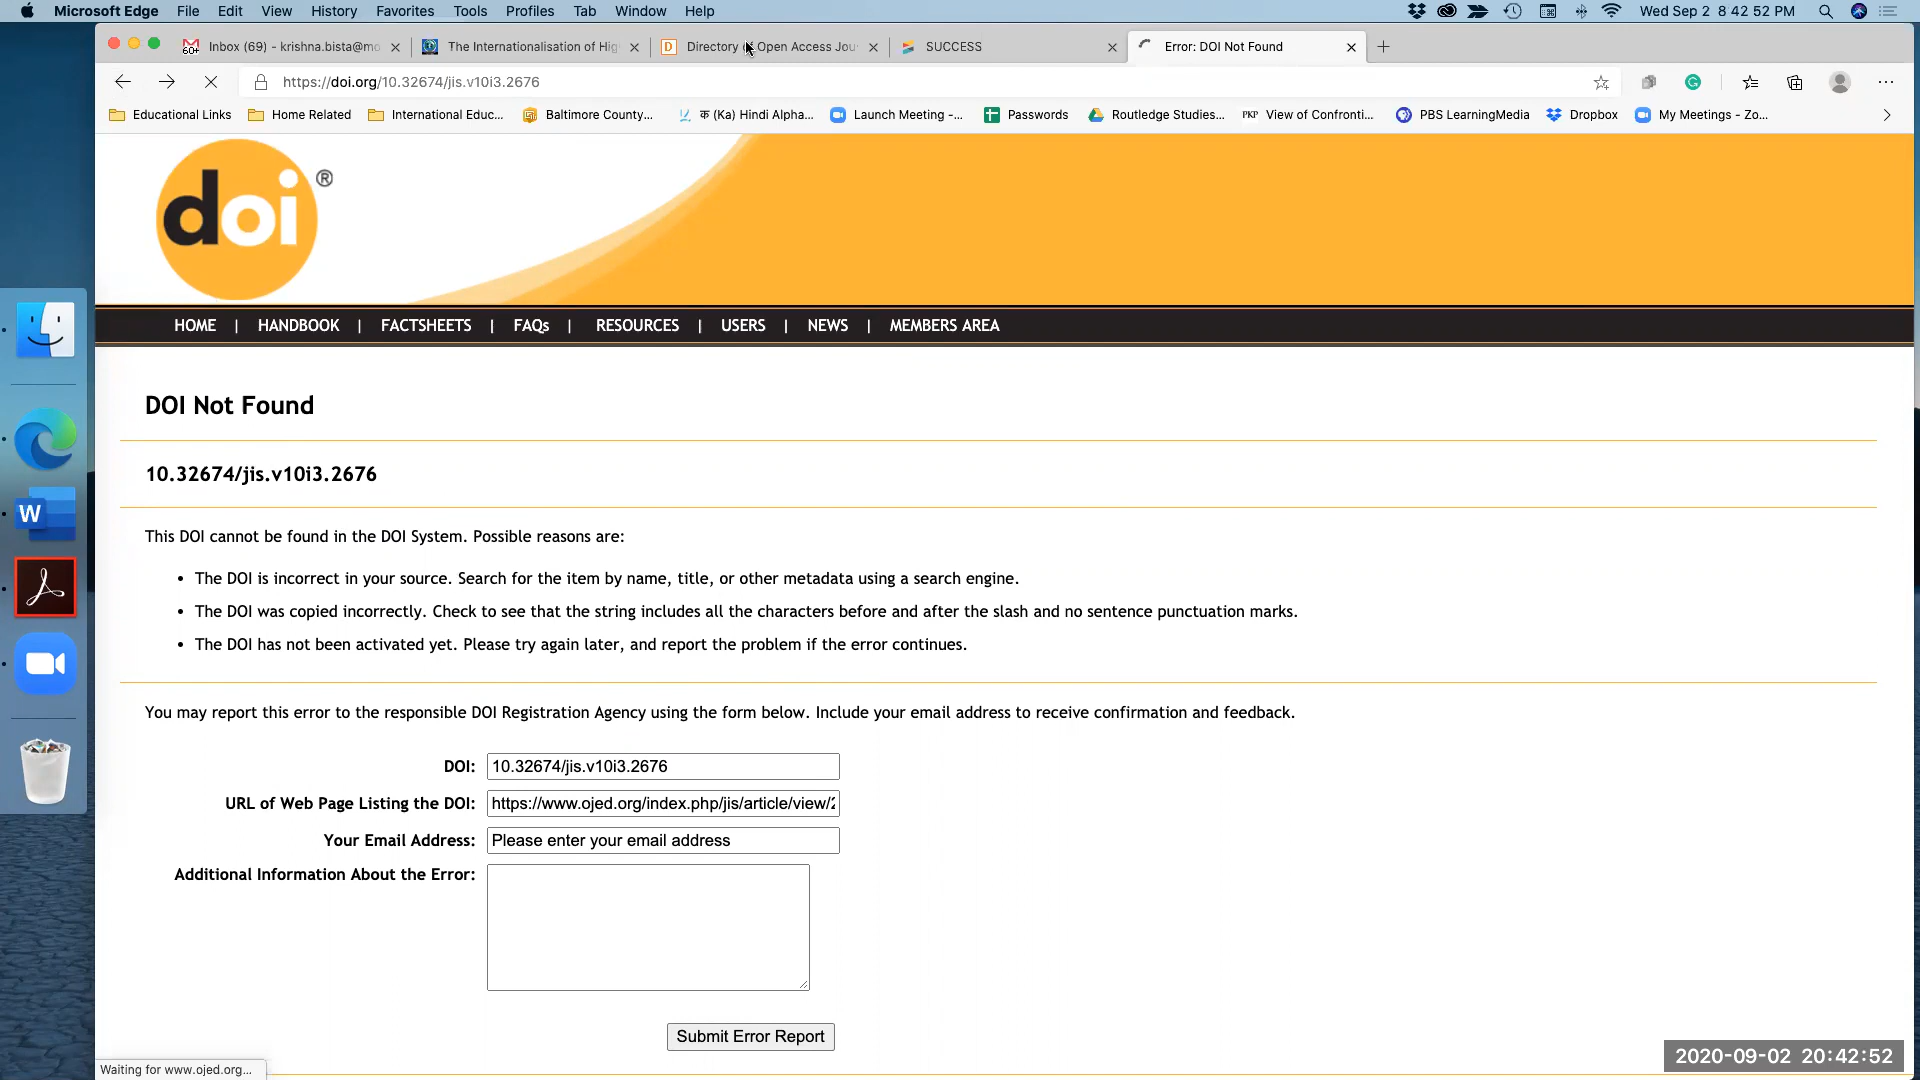 Microsoft Edge File Edit View History Favorites Tools Profiles Tab Window Help Wed Sep 2 8 42 52 PM
60+ Inbox (69) - krishna.bista@mo The Internationalisation of Hig D Directory Open Access Jou SUCCESS Error: DOI Not Found
https://doi.org/10.32674/jis.v10i3.2676
Educational Links Home Related International Educ... Baltimore County... क (Ka) Hindi Alpha... Launch Meeting -... Passwords Routledge Studies... PKP View of Confronti... PBS LearningMedia Dropbox My Meetings - Zo...
doi ®
HOME | HANDBOOK | FACTSHEETS | FAQs | RESOURCES | USERS | NEWS | MEMBERS AREA
DOI Not Found
10.32674/jis.v10i3.2676
This DOI cannot be found in the DOI System. Possible reasons are:
• The DOI is incorrect in your source. Search for the item by name, title, or other metadata using a search engine.
• The DOI was copied incorrectly. Check to see that the string includes all the characters before and after the slash and no sentence punctuation marks.
• The DOI has not been activated yet. Please try again later, and report the problem if the error continues.
You may report this error to the responsible DOI Registration Agency using the form below. Include your email address to receive confirmation and feedback.
DOI: 10.32674/jis.v10i3.2676
URL of Web Page Listing the DOI: https://www.ojed.org/index.php/jis/article/view/2
Your Email Address: Please enter your email address
Additional Information About the Error:
W
Submit Error Report
Waiting for www.ojed.org...
2020-09-02 20:42:52